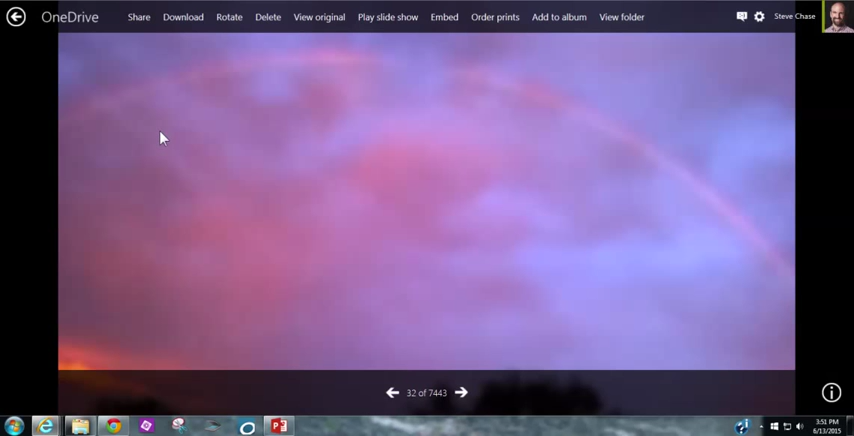 OneDrive Share Download Rotate Delete View original Play slide show Embed Order prints Add to album View folder Steve Chase
32 of 7443
3:51 PM
6/13/2015